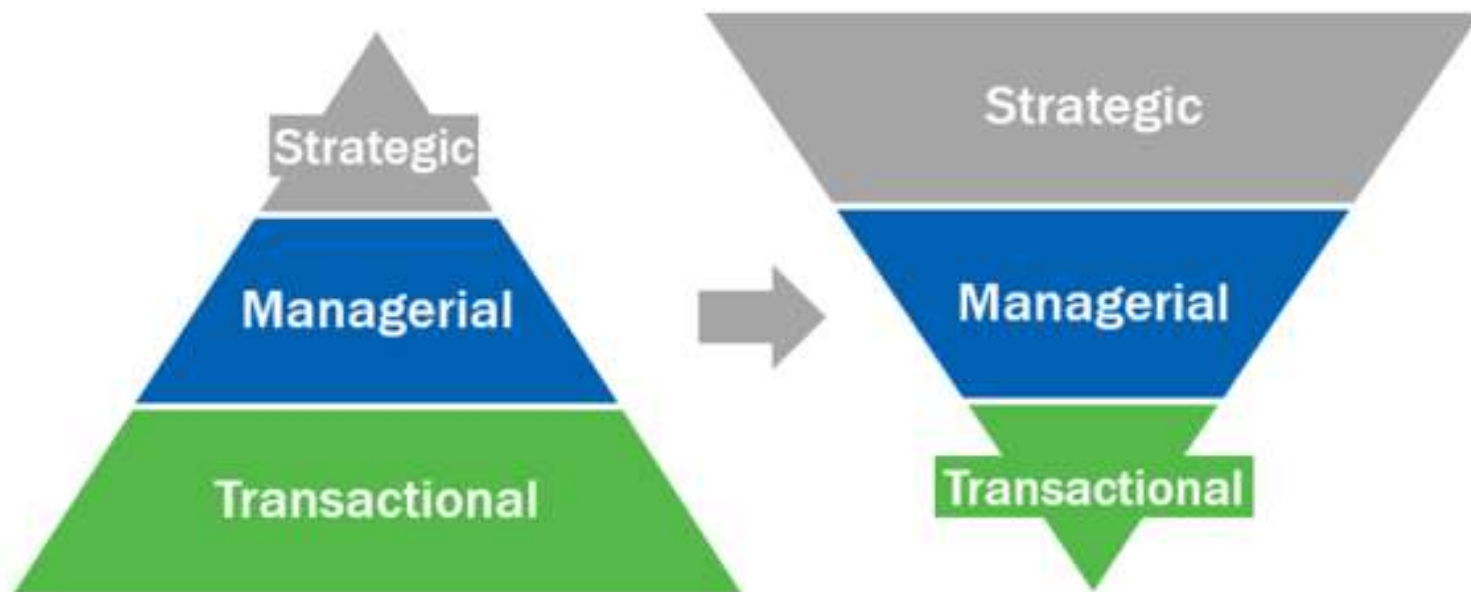 Strategic
Managerial
Transactional
Strategic
Managerial
Transactional